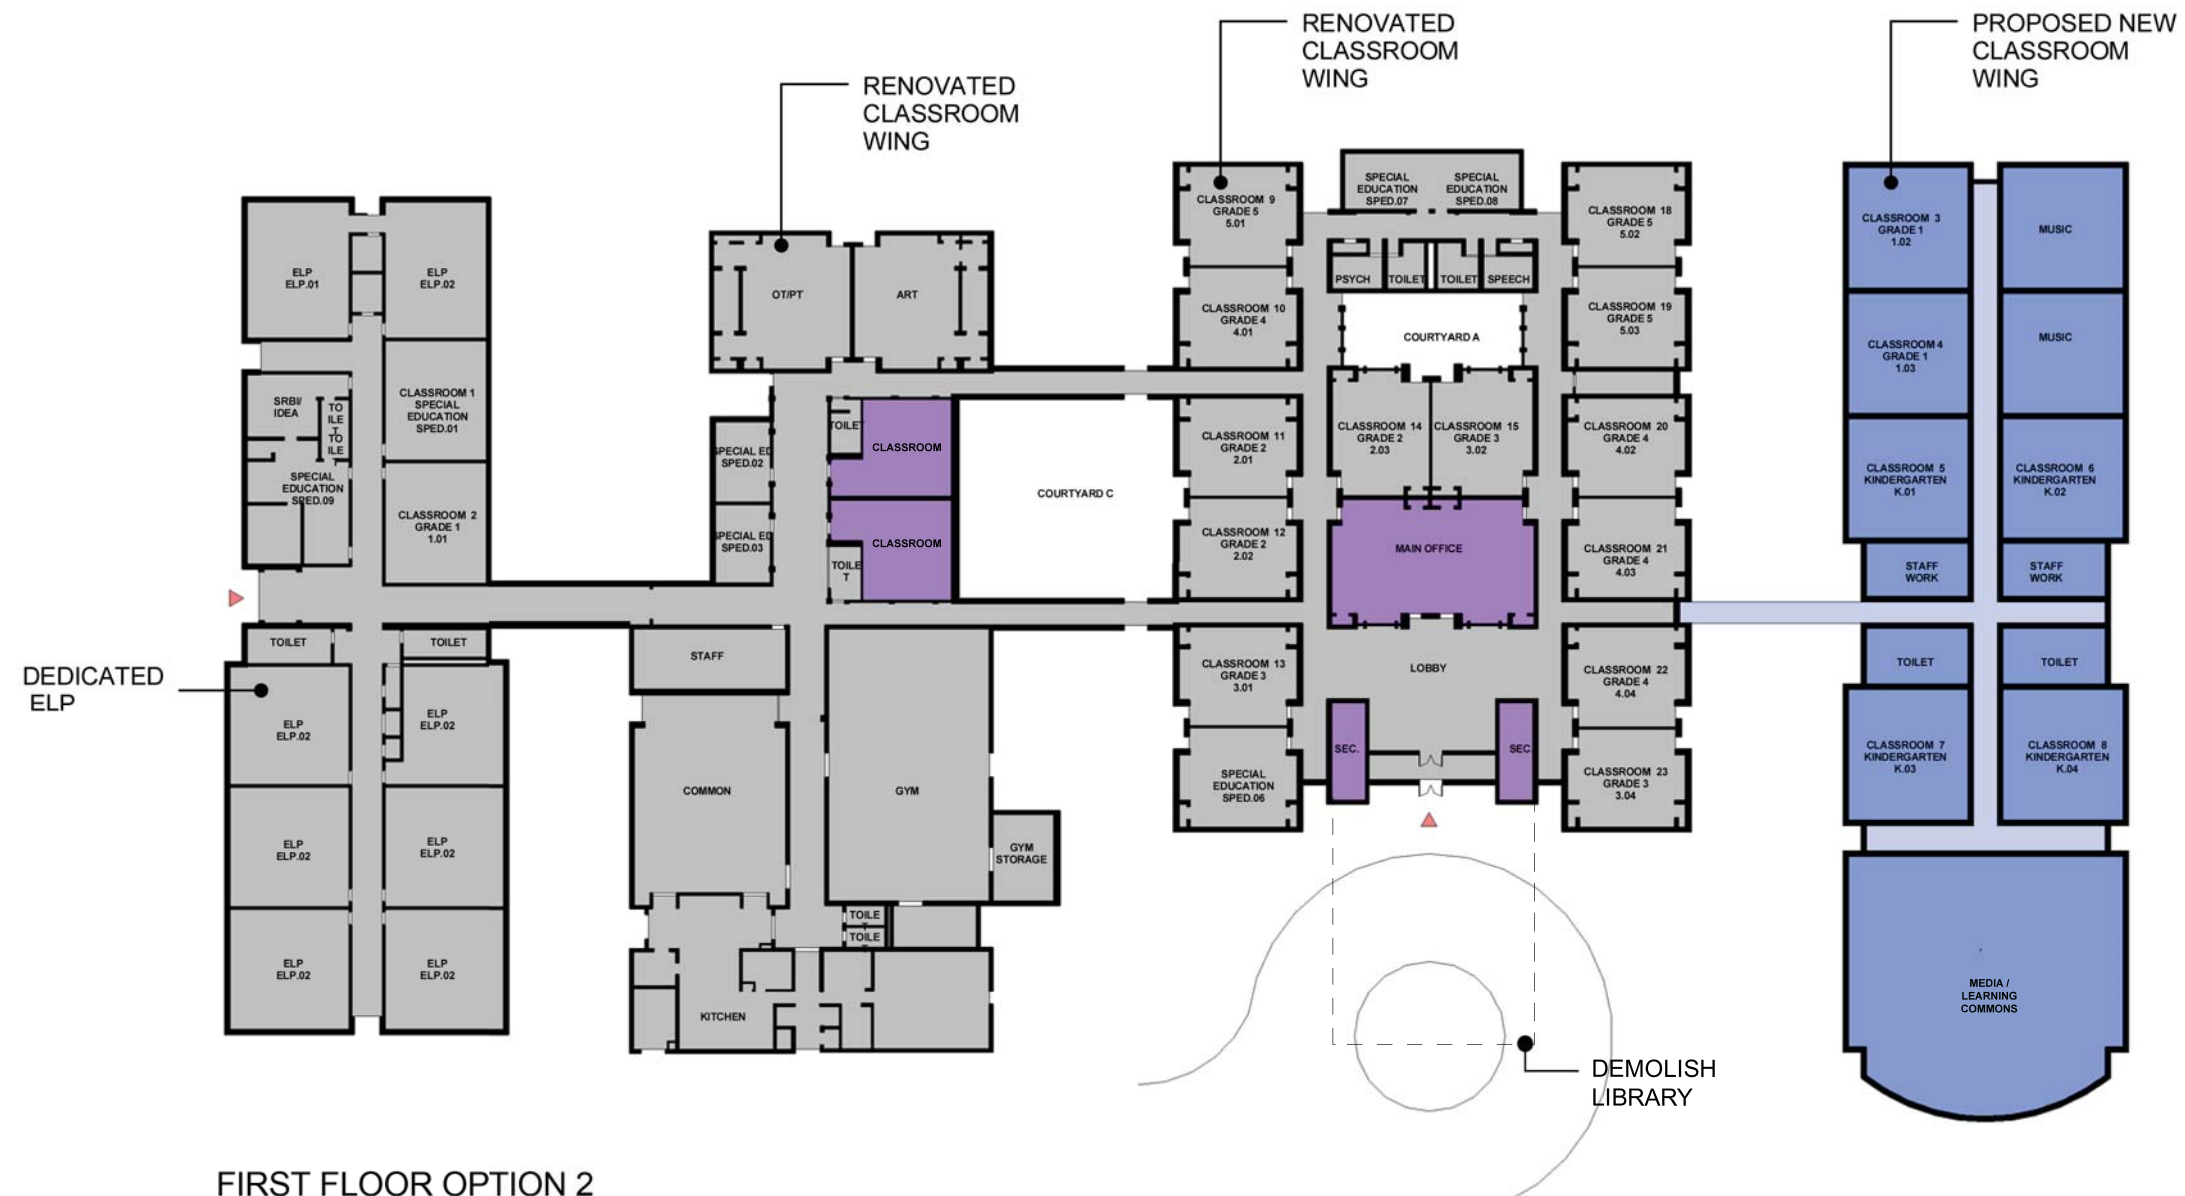 RENOVATED
CLASSROOM
WING
RENOVATED
CLASSROOM
WING
PROPOSED NEW
CLASSROOM
WING
DEDICATED
ELP
ELP
ELP.01
ELP
ELP.02
SRBI/
IDEA
TO
ILE
T
TO
ILE
T
SPECIAL
EDUCATION
SPED.09
CLASSROOM 1
SPECIAL
EDUCATION
SPED.01
CLASSROOM 2
GRADE 1
1.01
TOILET
TOILET
ELP
ELP.02
ELP
ELP.02
ELP
ELP.02
ELP
ELP.02
ELP
ELP.02
ELP
ELP.02
OT/PT
ART
SPECIAL ED
SPED.02
SPECIAL ED
SPED.03
TOILET
CLASSROOM
CLASSROOM
TOILE
T
COURTYARD C
STAFF
COMMON
GYM
GYM
STORAGE
TOILE
T
TOILE
T
KITCHEN
CLASSROOM 9
GRADE 5
5.01
CLASSROOM 10
GRADE 4
4.01
CLASSROOM 11
GRADE 2
2.01
CLASSROOM 12
GRADE 2
2.02
CLASSROOM 13
GRADE 3
3.01
SPECIAL
EDUCATION
SPED.06
SPECIAL
EDUCATION
SPED.07
SPECIAL
EDUCATION
SPED.08
PSYCH
TOILET
TOILET
SPEECH
COURTYARD A
CLASSROOM 14
GRADE 2
2.03
CLASSROOM 15
GRADE 3
3.02
MAIN OFFICE
LOBBY
SEC.
SEC.
CLASSROOM 18
GRADE 5
5.02
CLASSROOM 19
GRADE 5
5.03
CLASSROOM 20
GRADE 4
4.02
CLASSROOM 21
GRADE 4
4.03
CLASSROOM 22
GRADE 4
4.04
CLASSROOM 23
GRADE 3
3.04
CLASSROOM 3
GRADE 1
1.02
MUSIC
CLASSROOM 4
GRADE 1
1.03
MUSIC
CLASSROOM 5
KINDERGARTEN
K.01
CLASSROOM 6
KINDERGARTEN
K.02
STAFF
WORK
STAFF
WORK
TOILET
TOILET
CLASSROOM 7
KINDERGARTEN
K.03
CLASSROOM 8
KINDERGARTEN
K.04
MEDIA /
LEARNING
COMMONS
DEMOLISH
LIBRARY
FIRST FLOOR OPTION 2